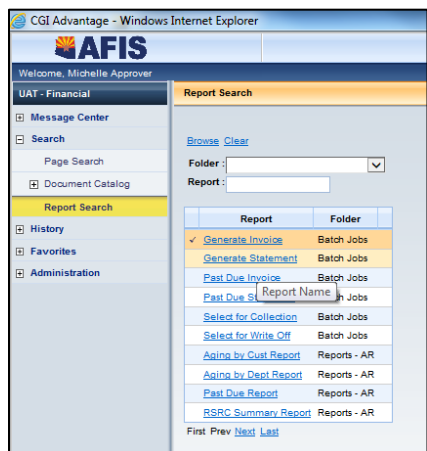 CGI Advantage - Windows Internet Explorer
AFIS
Welcome, Michelle Approver
UAT - Financial
Message Center
Search
Page Search
Document Catalog
Report Search
History
Favorites
Administration
Report Search
Browse Clear
Folder :
Report :
Report Folder
Generate Invoice Batch Jobs
Generate Statement Batch Jobs
Past Due Invoice Batch Jobs
Past Due Batch Jobs
Report Name
Select for Collection Batch Jobs
Select for Write Off Batch Jobs
Aging by Cust Report Reports - AR
Aging by Dept Report Reports - AR
Past Due Report Reports - AR
RSRC Summary Report Reports - AR
First Prev Next Last